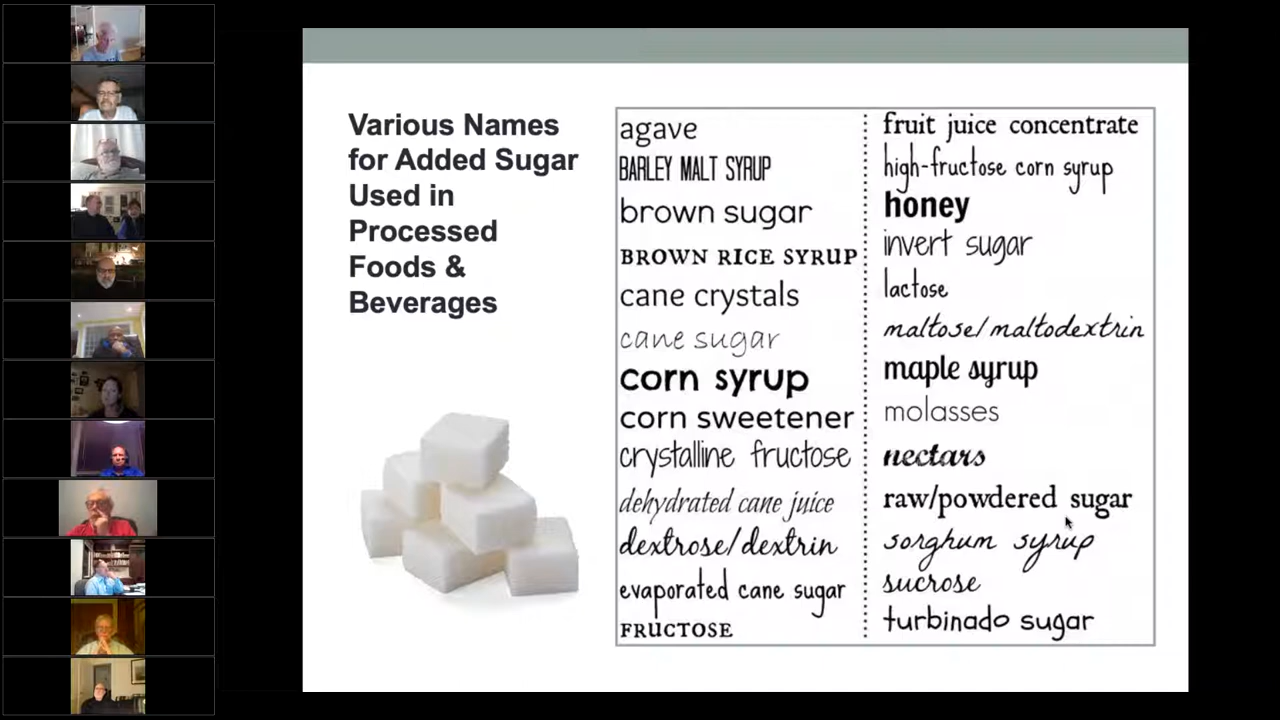 Various Names
for Added Sugar
Used in
Processed
Foods &
Beverages
agave
BARLEY MALT SYRUP
brown sugar
BROWN RICE SYRUP
cane crystals
cane sugar
corn syrup
corn sweetener
crystalline fructose
dehydrated cane juice
dextrose/dextrin
evaporated cane sugar
FRUCTOSE
fruit juice concentrate
high-fructose corn syrup
honey
invert sugar
lactose
maltose/maltodextrin
maple syrup
molasses
nectars
raw/powdered sugar
sorghum syrup
sucrose
turbinado sugar